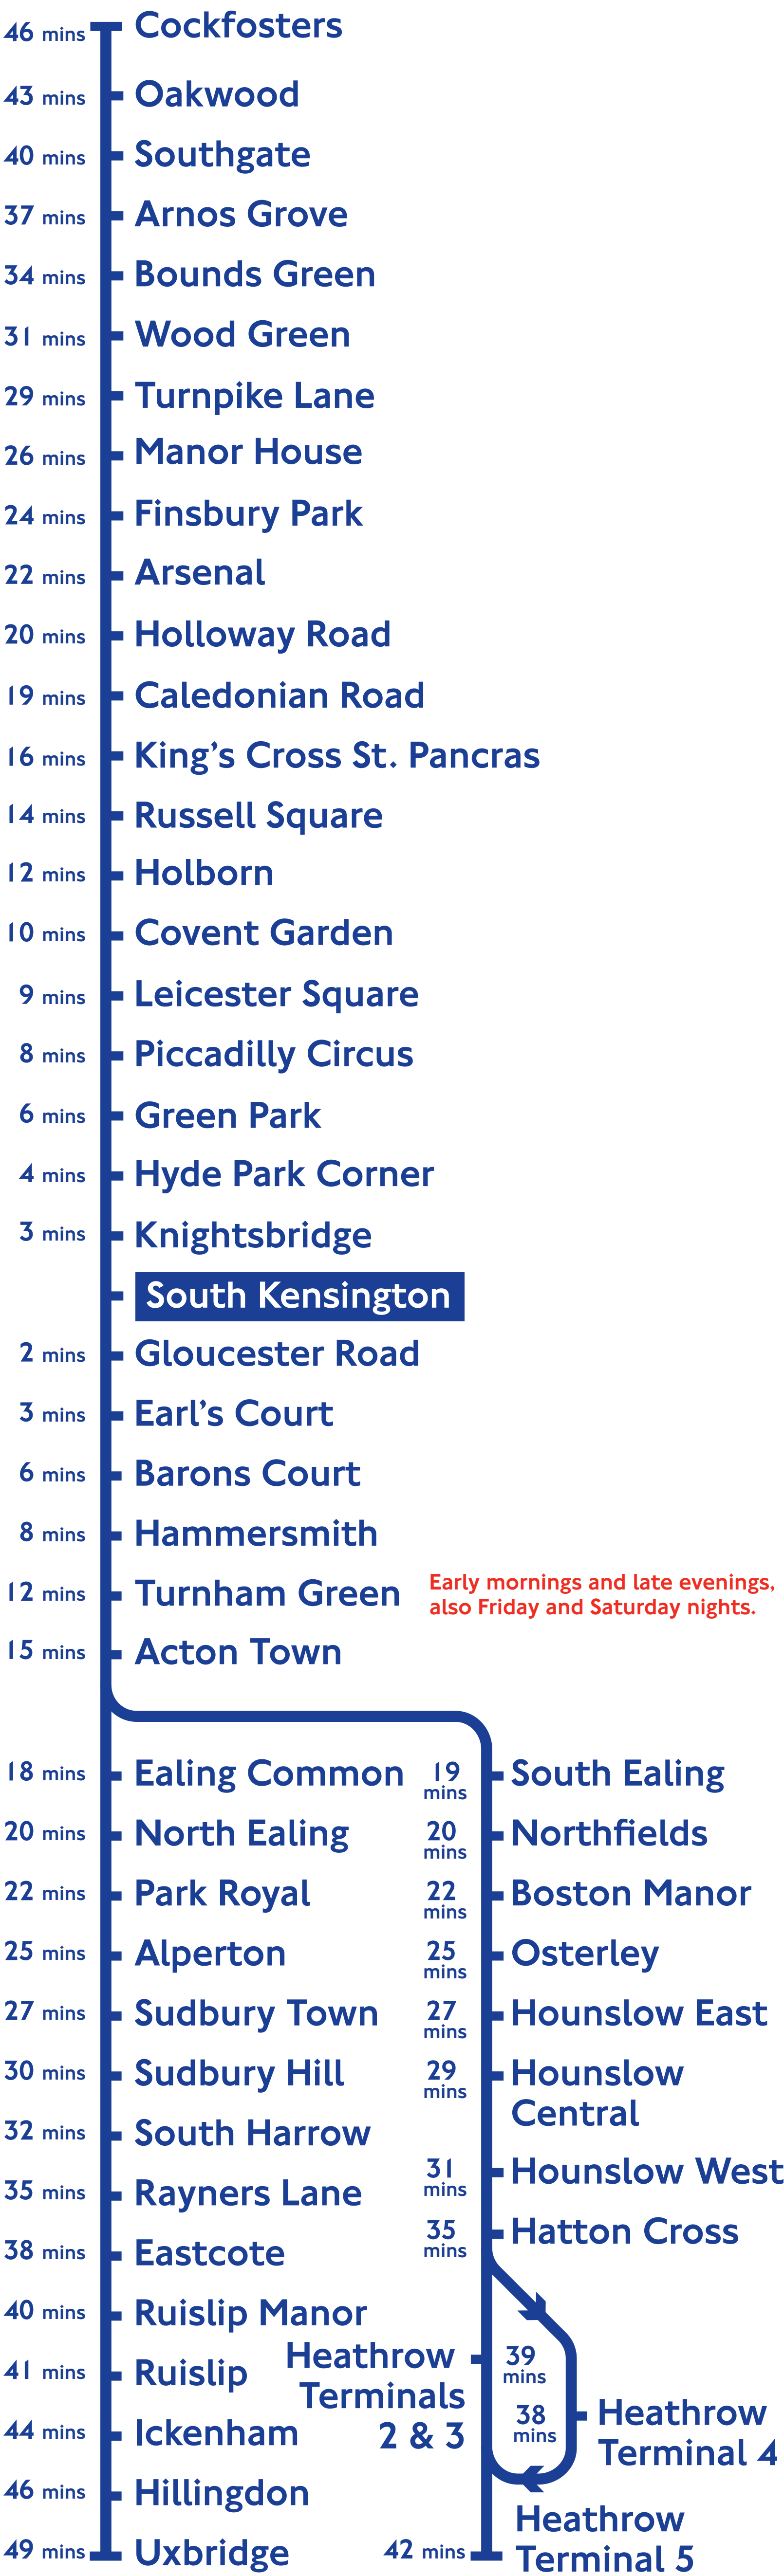 46 mins Cockfosters
43 mins Oakwood
40 mins Southgate
37 mins Arnos Grove
34 mins Bounds Green
31 mins Wood Green
29 mins Turnpike Lane
26 mins Manor House
24 mins Finsbury Park
22 mins Arsenal
20 mins Holloway Road
19 mins Caledonian Road
16 mins King’s Cross St. Pancras
14 mins Russell Square
12 mins Holborn
10 mins Covent Garden
9 mins Leicester Square
8 mins Piccadilly Circus
6 mins Green Park
4 mins Hyde Park Corner
3 mins Knightsbridge
South Kensington
2 mins Gloucester Road
3 mins Earl’s Court
6 mins Barons Court
8 mins Hammersmith
12 mins Turnham Green
Early mornings and late evenings,
also Friday and Saturday nights.
15 mins Acton Town
18 mins Ealing Common
20 mins North Ealing
22 mins Park Royal
25 mins Alperton
27 mins Sudbury Town
30 mins Sudbury Hill
32 mins South Harrow
35 mins Rayners Lane
38 mins Eastcote
40 mins Ruislip Manor
41 mins Ruislip
44 mins Ickenham
46 mins Hillingdon
49 mins Uxbridge
19 South Ealing
mins
20 Northfields
mins
22 Boston Manor
mins
25 Osterley
mins
27 Hounslow East
mins
29 Hounslow
mins Central
31 Hounslow West
mins
35 Hatton Cross
mins
Heathrow
Terminals
2 & 3
39
mins
38
mins
Heathrow
Terminal 4
42 mins
Heathrow
Terminal 5